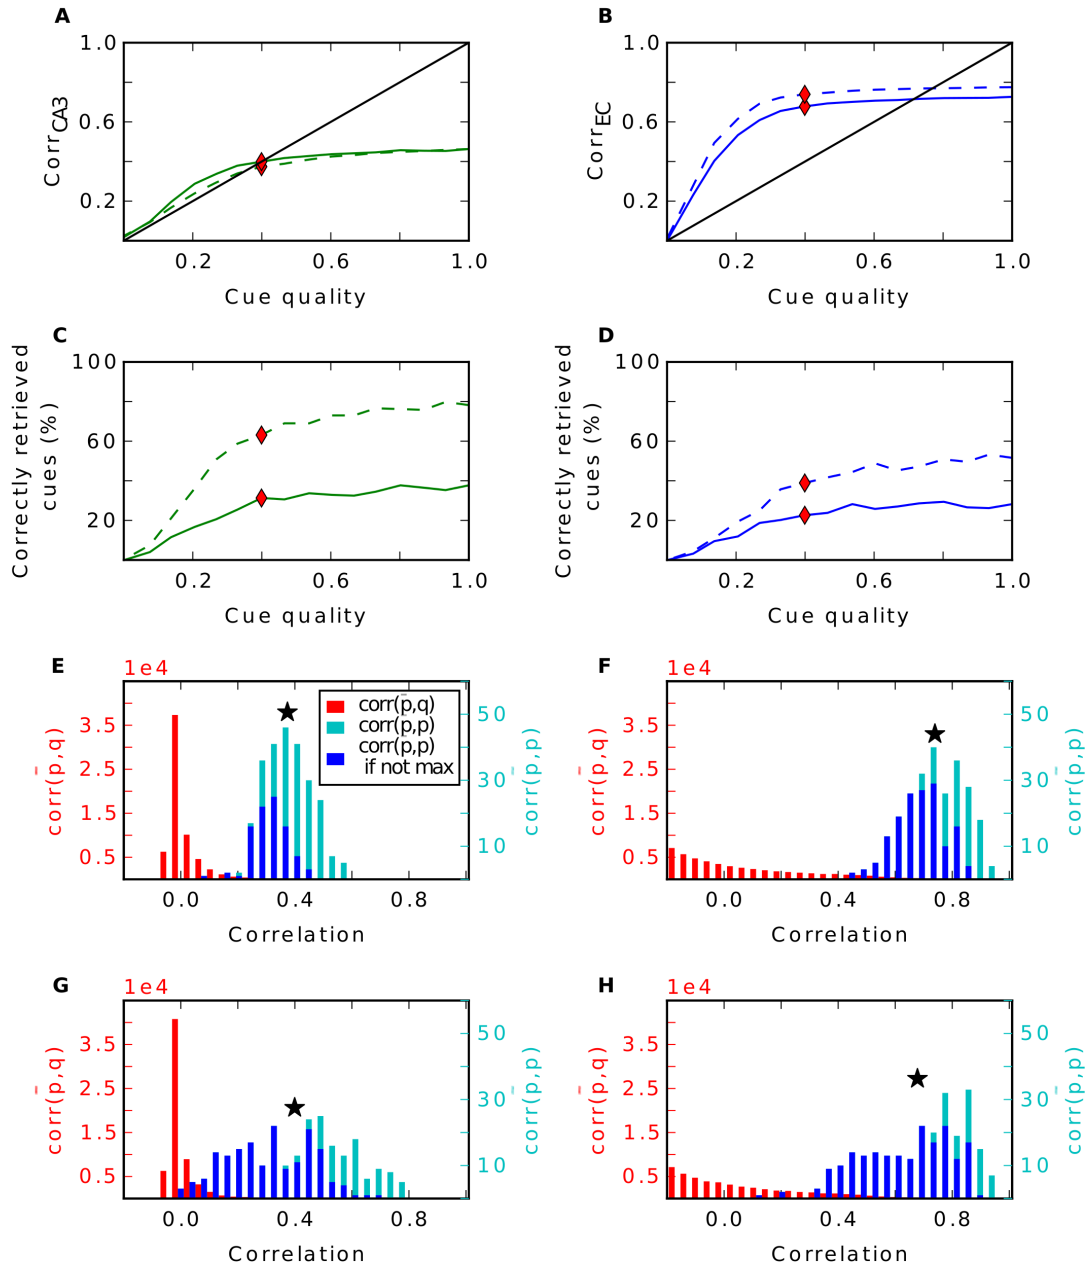 A
Corr CA3
1.0
0.6
0.2
0.2 0.6 1.0
Cue quality
B
Corr EC
1.0
0.6
0.2
0.2 0.6 1.0
Cue quality
C
Correctly retrieved
cues (%)
100
60
20
0.2 0.6 1.0
Cue quality
D
Correctly retrieved
cues (%)
100
60
20
0.2 0.6 1.0
Cue quality
E
1e4
corr(p̄,q)
3.5
2.5
1.5
0.5
corr(p̄,q)
corr(p̄,p)
corr(p̄,p)
if not max
50
30
10
corr(p̄,p)
0.0 0.4 0.8
Correlation
F
1e4
corr(p̄,q)
3.5
2.5
1.5
0.5
50
30
10
corr(p̄,p)
0.0 0.4 0.8
Correlation
G
1e4
corr(p̄,q)
3.5
2.5
1.5
0.5
50
30
10
corr(p̄,p)
0.0 0.4 0.8
Correlation
H
1e4
corr(p̄,q)
3.5
2.5
1.5
0.5
50
30
10
corr(p̄,p)
0.0 0.4 0.8
Correlation